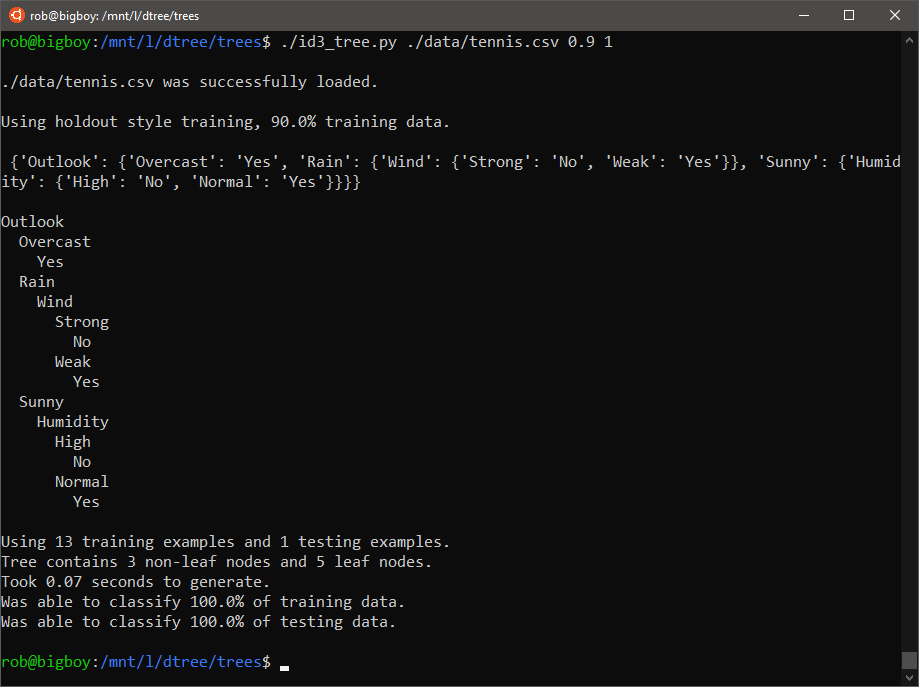 rob@bigboy: /mnt/l/dtree/trees
rob@bigboy:/mnt/l/dtree/trees$ ./id3_tree.py ./data/tennis.csv 0.9 1
./data/tennis.csv was successfully loaded.
Using holdout style training, 90.0% training data.
{'Outlook': {'Overcast': 'Yes', 'Rain': {'Wind': {'Strong': 'No', 'Weak': 'Yes'}}, 'Sunny': {'Humid
ity': {'High': 'No', 'Normal': 'Yes'}}}}
Outlook
Overcast
Yes
Rain
Wind
Strong
No
Weak
Yes
Sunny
Humidity
High
No
Normal
Yes
Using 13 training examples and 1 testing examples.
Tree contains 3 non-leaf nodes and 5 leaf nodes.
Took 0.07 seconds to generate.
Was able to classify 100.0% of training data.
Was able to classify 100.0% of testing data.
rob@bigboy:/mnt/l/dtree/trees$